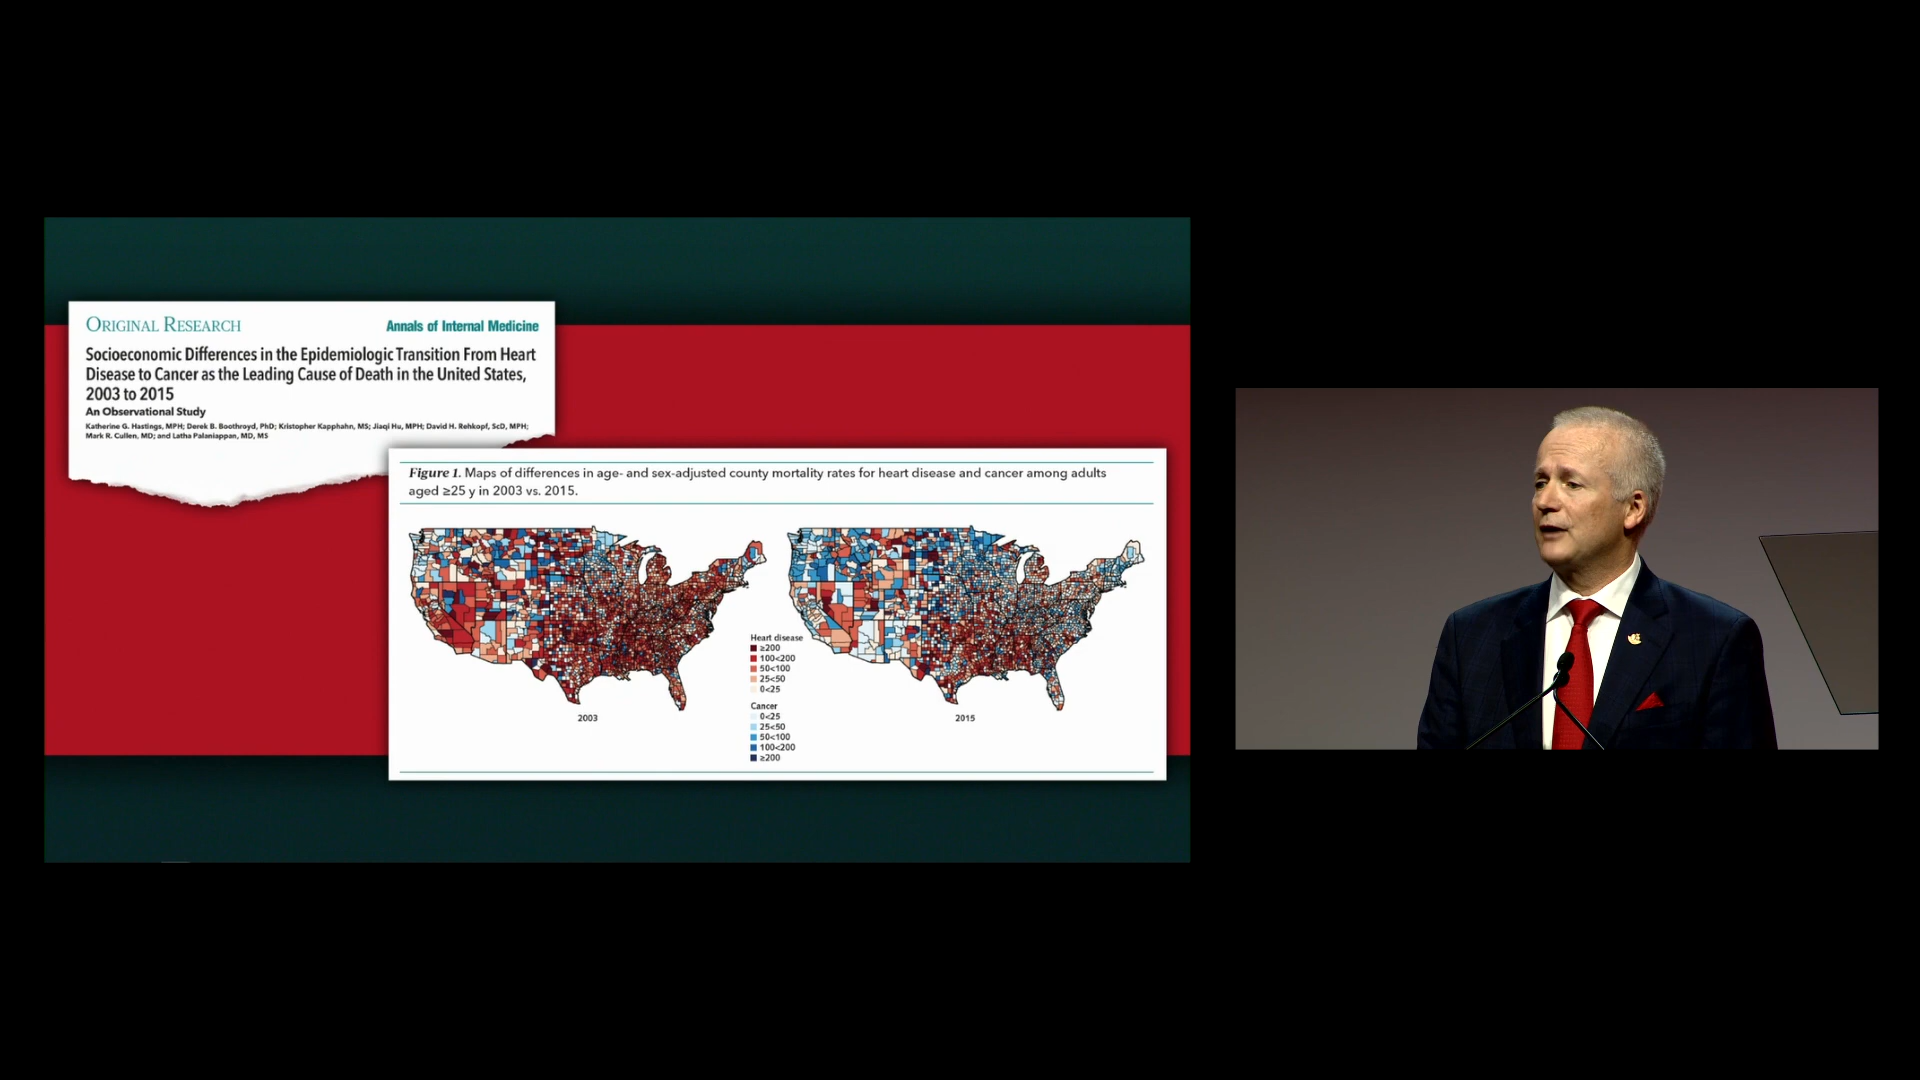 ORIGINAL RESEARCH
Annals of Internal Medicine
Socioeconomic Differences in the Epidemiologic Transition From Heart
Disease to Cancer as the Leading Cause of Death in the United States,
2003 to 2015
An Observational Study
Katherine G. Hastings, MPH; Derek B. Boothroyd, PhD; Kristopher Kapphahn, MS; Jiaqi Hu, MPH; David H. Rehkopf, ScD, MPH;
Mark R. Cullen, MD; and Latha Palaniappan, MD, MS
Figure 1. Maps of differences in age- and sex-adjusted county mortality rates for heart disease and cancer among adults
aged ≥25 y in 2003 vs. 2015.
Heart disease
≥200
100<200
50<100
25<50
0<25
Cancer
0<25
25<50
50<100
100<200
≥200
2003
2015